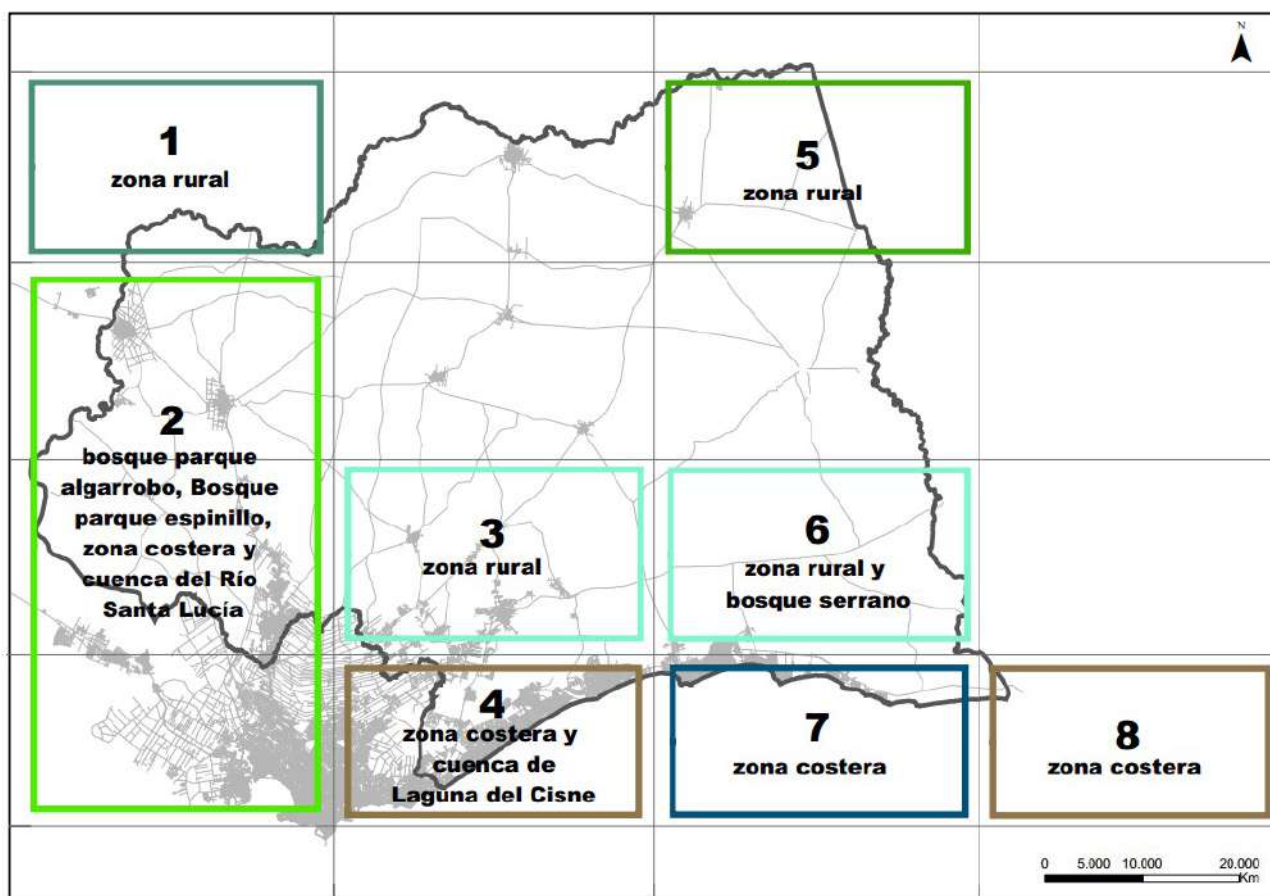 N
1
zona rural
5
zona rural
2
bosque parque
algarrobo, Bosque
parque espinillo,
zona costera y
cuenca del Río
Santa Lucía
3
zona rural
6
zona rural y
bosque serrano
4
zona costera y
cuenca de
Laguna del Cisne
7
zona costera
8
zona costera
0 5.000 10.000 20.000
Km